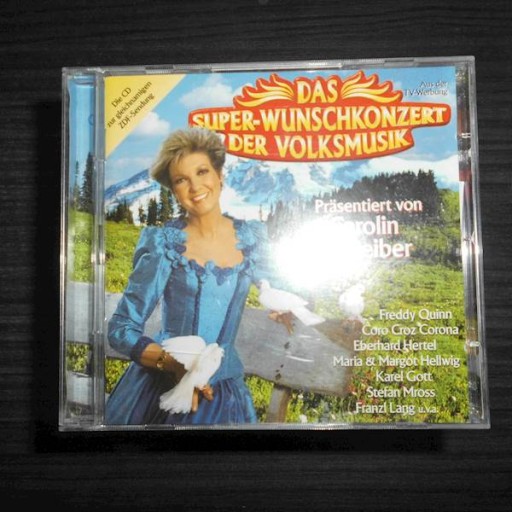 Die CD
zur gleichnamigen
ZDF-Sendung
Aus der
TV-Werbung
DAS
SUPER-WUNSCHKONZERT
DER VOLKSMUSIK
Präsentiert von
Carolin
Freddy Quinn
Coro Croz Corona
Eberhard Hertel
Maria & Margot Hellwig
Karel Gott
Stefan Mross
Franzl Lang u.v.a.